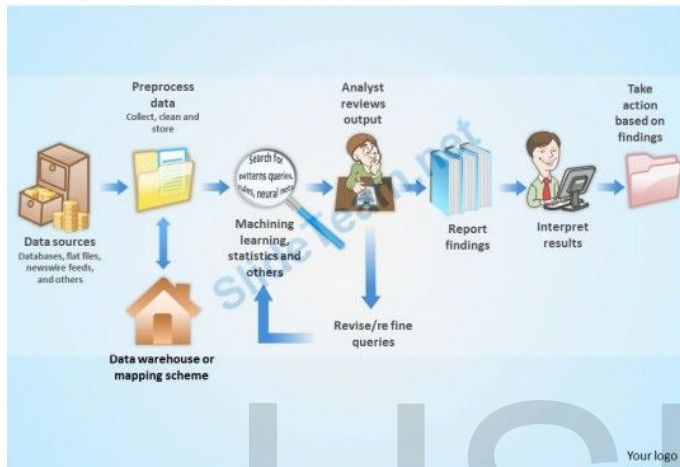 Data sources
Databases, flat files,
newswire feeds,
and others
Preprocess
data
Collect, clean and
store
Data warehouse or
mapping scheme
Search for
patterns queries,
rules, neural nets
Machining
learning,
statistics and
others
Analyst
reviews
output
Revise/re fine
queries
Report
findings
Interpret
results
Take
action
based on
findings
SlideTeam.net
Your logo